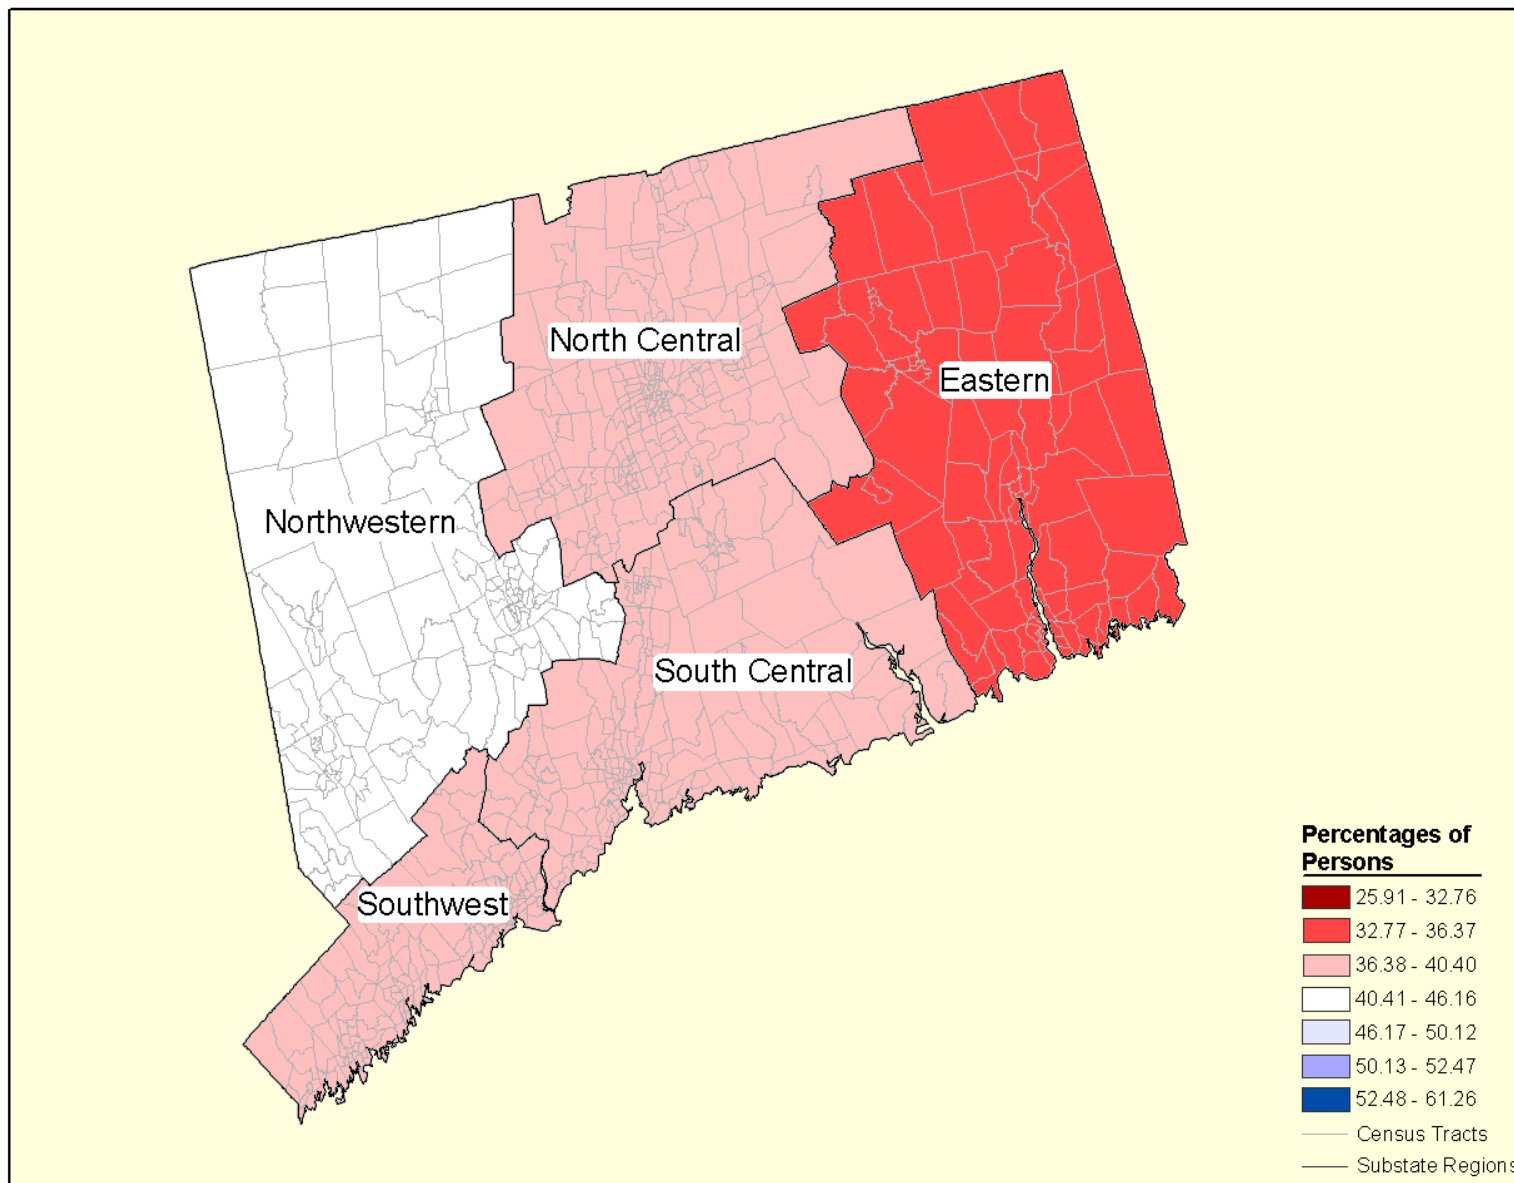 North Central
Eastern
Northwestern
South Central
Southwest
Percentages of
Persons
25.91 - 32.76
32.77 - 36.37
36.38 - 40.40
40.41 - 46.16
46.17 - 50.12
50.13 - 52.47
52.48 - 61.26
Census Tracts
Substate Regions